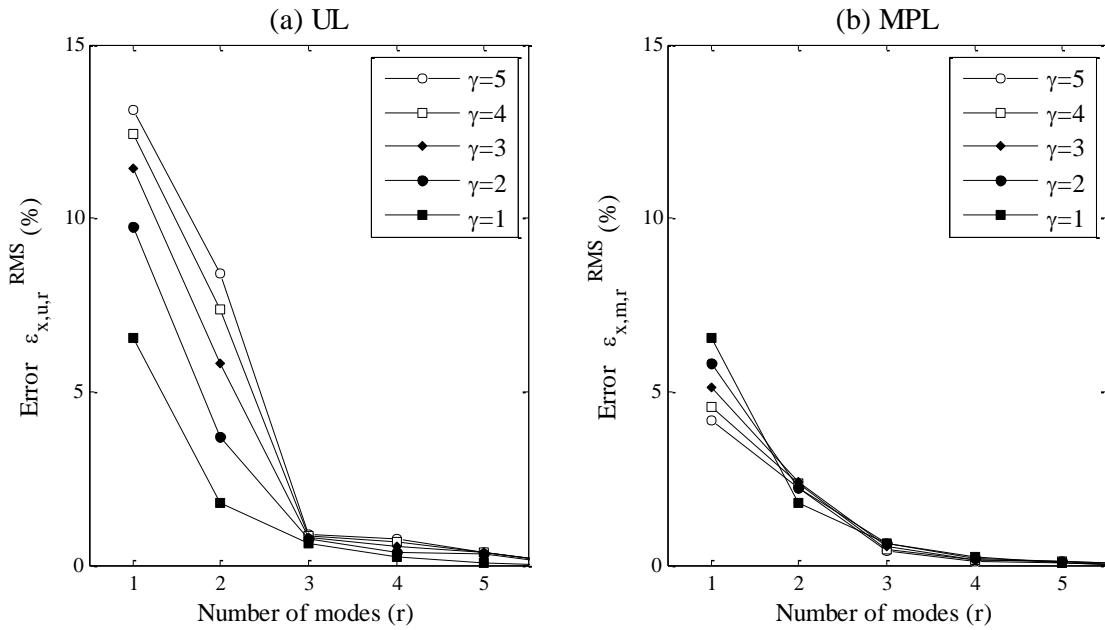 (a) UL
15
10
5
0
1 2 3 4 5
Number of modes (r)
Error ε_{x,u,r}^{RMS} (%)
γ=5
γ=4
γ=3
γ=2
γ=1
(b) MPL
15
10
5
0
1 2 3 4 5
Number of modes (r)
Error ε_{x,m,r}^{RMS} (%)
γ=5
γ=4
γ=3
γ=2
γ=1